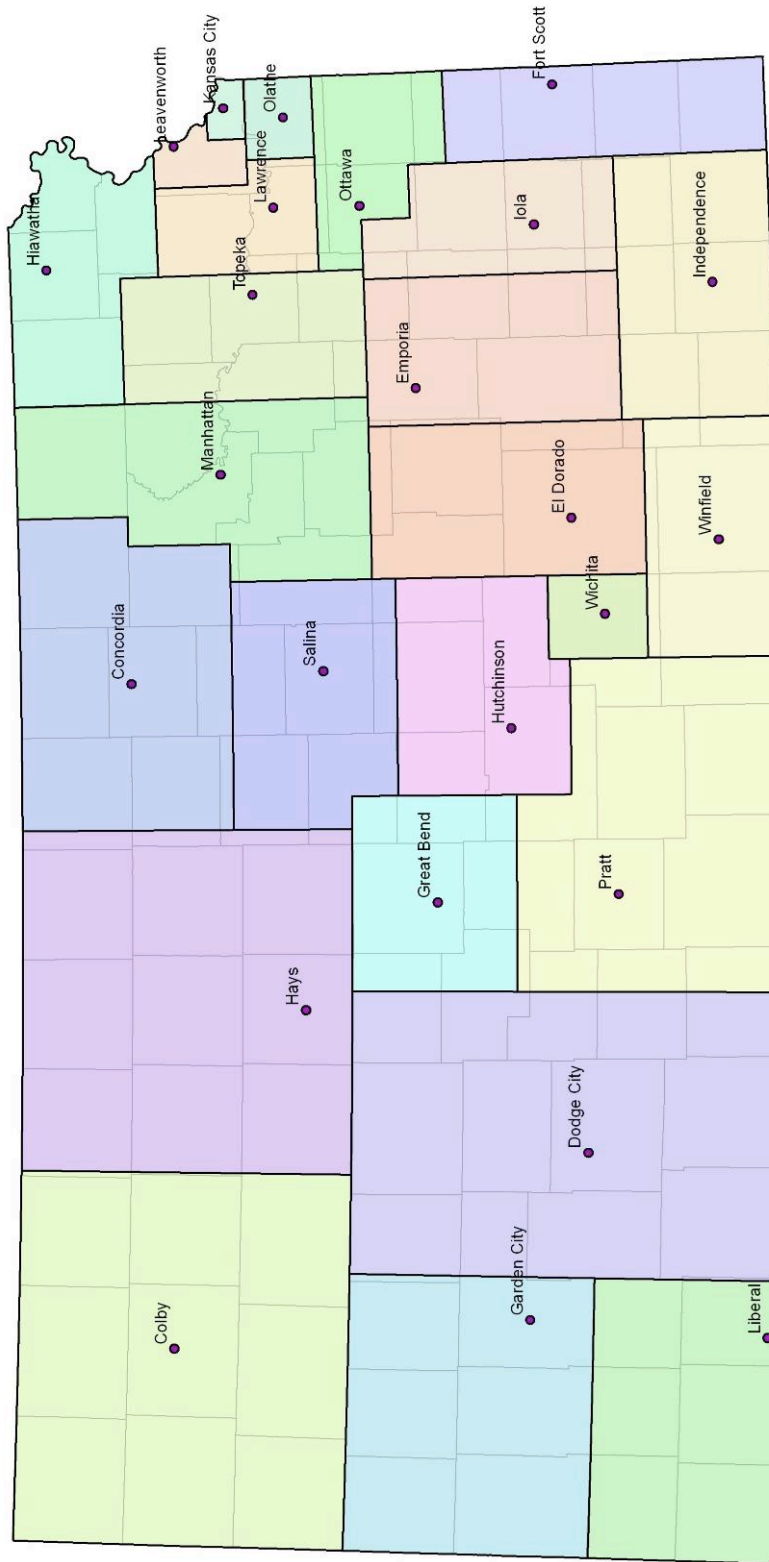 Hiawatha
Concordia
Colby
Leavenworth
Manhattan
Kansas City
Topeka
Lawrence
Olathe
Hays
Salina
Ottawa
Emporia
Great Bend
Hutchinson
Garden City
Iola
Fort Scott
El Dorado
Dodge City
Wichita
Pratt
Independence
Winfield
Liberal